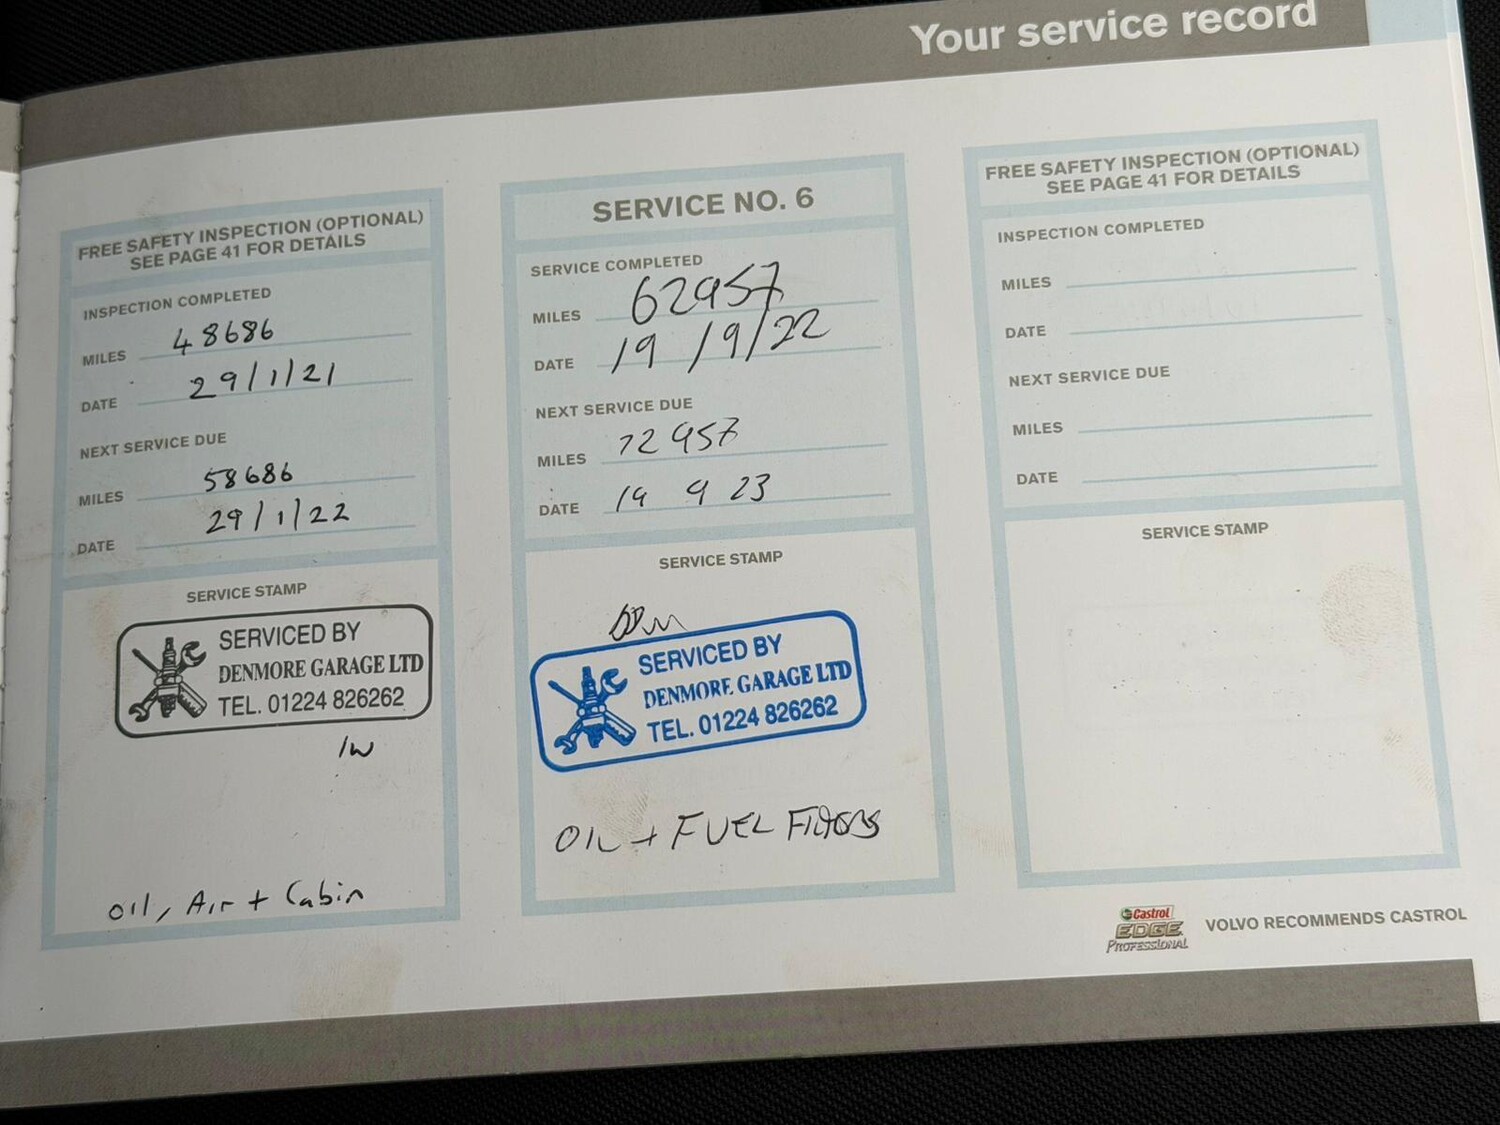 Your service record
FREE SAFETY INSPECTION (OPTIONAL)
SEE PAGE 41 FOR DETAILS
INSPECTION COMPLETED
MILES 48686
DATE 29/1/21
NEXT SERVICE DUE
MILES 58686
DATE 29/1/22
SERVICE STAMP
SERVICED BY
DENMORE GARAGE LTD
TEL. 01224 826262
IW
Oil, Air + Cabin
SERVICE NO. 6
SERVICE COMPLETED
MILES 62957
DATE 19/9/22
NEXT SERVICE DUE
MILES 72957
DATE 19 9 23
SERVICE STAMP
SERVICED BY
DENMORE GARAGE LTD
TEL. 01224 826262
OIL + FUEL FILTERS
FREE SAFETY INSPECTION (OPTIONAL)
SEE PAGE 41 FOR DETAILS
INSPECTION COMPLETED
MILES
DATE
NEXT SERVICE DUE
MILES
DATE
SERVICE STAMP
Castrol
EDGE
PROFESSIONAL
VOLVO RECOMMENDS CASTROL